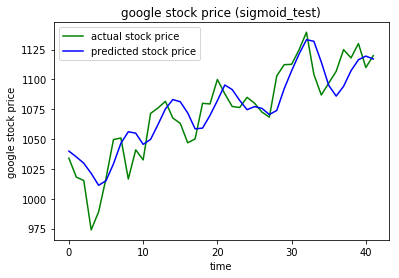 google stock price (sigmoid_test)
actual stock price
predicted stock price
google stock price
1125
1100
1075
1050
1025
1000
975
0
10
20
30
40
time